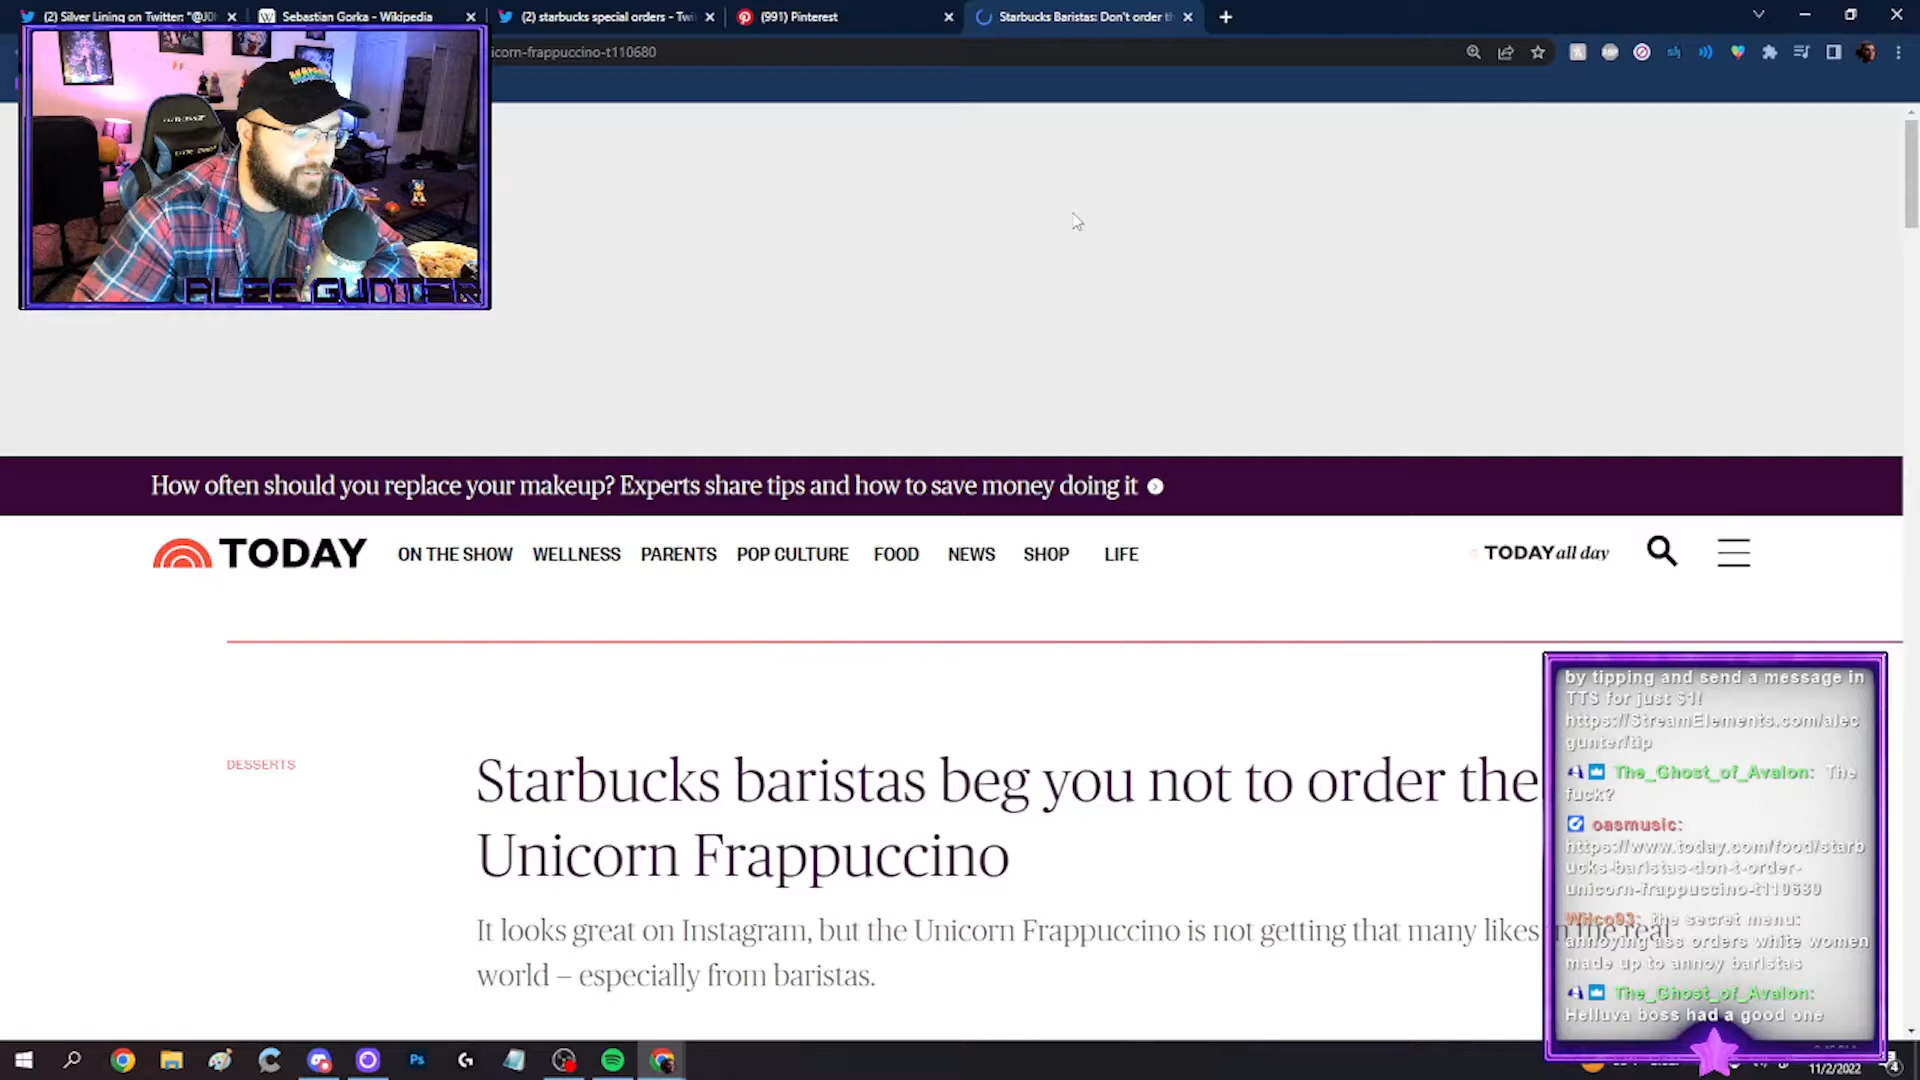 (2) Silver Lining on Twitter: "@J0
Sebastian Gorka - Wikipedia
(2) starbucks special orders - Twi
(991) Pinterest
Starbucks Baristas: Don't order t
icorn-frappuccino-t110680
ALEC GUNTER
How often should you replace your makeup? Experts share tips and how to save money doing it
TODAY
ON THE SHOW
WELLNESS
PARENTS
POP CULTURE
FOOD
NEWS
SHOP
LIFE
TODAY all day
DESSERTS
Starbucks baristas beg you not to order the
Unicorn Frappuccino
It looks great on Instagram, but the Unicorn Frappuccino is not getting that many likes in the real
world – especially from baristas.
by tipping and send a message in
TTS for just $1!
https://StreamElements.com/alec
gunter/tip
The_Ghost_of_Avalon: The
fuck?
oasmusic:
https://www.today.com/food/starb
ucks-baristas-don-t-order-
unicorn-frappuccino-t110680
Wilco93: the secret menu:
annoying ass orders white women
made up to annoy baristas
The_Ghost_of_Avalon:
Helluva boss had a good one
Ps
11/2/2022
4